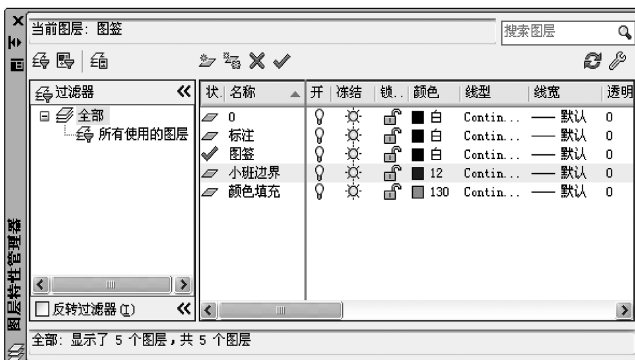 当前图层: 图签
搜索图层
过滤器
全部
所有使用的图层
反转过滤器(I)
状. 名称 开 冻结 锁.. 颜色 线型 线宽 透明
0 白 Contin... 默认 0
标注 白 Contin... 默认 0
图签 白 Contin... 默认 0
小班边界 12 Contin... 默认 0
颜色填充 130 Contin... 默认 0
全部: 显示了 5 个图层，共 5 个图层
图层特性管理器